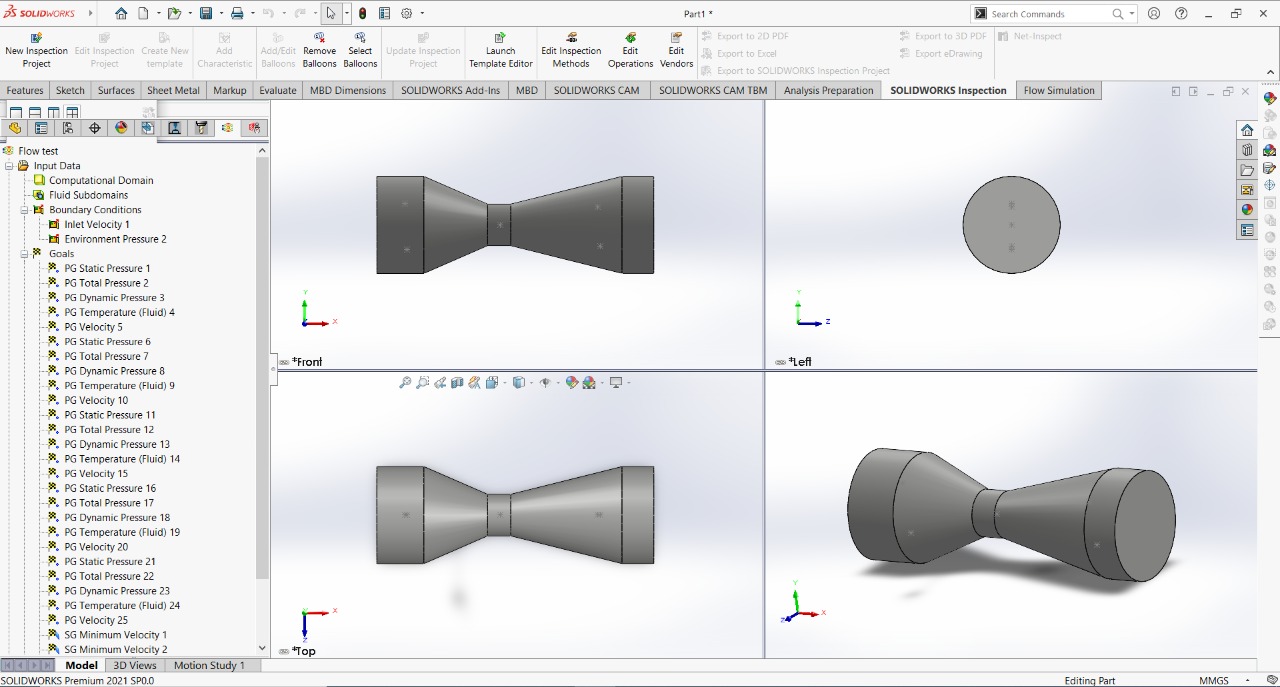 SOLIDWORKS
Part1 *
Search Commands
New Inspection Project
Edit Inspection Project
Create New template
Add Characteristic
Add/Edit Balloons
Remove Balloons
Select Balloons
Update Inspection Project
Launch Template Editor
Edit Inspection Methods
Edit Operations
Edit Vendors
Export to 2D PDF
Export to Excel
Export to SOLIDWORKS Inspection Project
Export to 3D PDF
Export eDrawing
Net-Inspect
Features Sketch Surfaces Sheet Metal Markup Evaluate MBD Dimensions SOLIDWORKS Add-Ins MBD SOLIDWORKS CAM SOLIDWORKS CAM TBM Analysis Preparation SOLIDWORKS Inspection Flow Simulation
Flow test
Input Data
Computational Domain
Fluid Subdomains
Boundary Conditions
Inlet Velocity 1
Environment Pressure 2
Goals
PG Static Pressure 1
PG Total Pressure 2
PG Dynamic Pressure 3
PG Temperature (Fluid) 4
PG Velocity 5
PG Static Pressure 6
PG Total Pressure 7
PG Dynamic Pressure 8
PG Temperature (Fluid) 9
PG Velocity 10
PG Static Pressure 11
PG Total Pressure 12
PG Dynamic Pressure 13
PG Temperature (Fluid) 14
PG Velocity 15
PG Static Pressure 16
PG Total Pressure 17
PG Dynamic Pressure 18
PG Temperature (Fluid) 19
PG Velocity 20
PG Static Pressure 21
PG Total Pressure 22
PG Dynamic Pressure 23
PG Temperature (Fluid) 24
PG Velocity 25
SG Minimum Velocity 1
SG Minimum Velocity 2
Y
X
*Front
Y
Z
*Left
X
Z
*Top
Y
X
Z
Model 3D Views Motion Study 1
SOLIDWORKS Premium 2021 SP0.0
Editing Part
MMGS